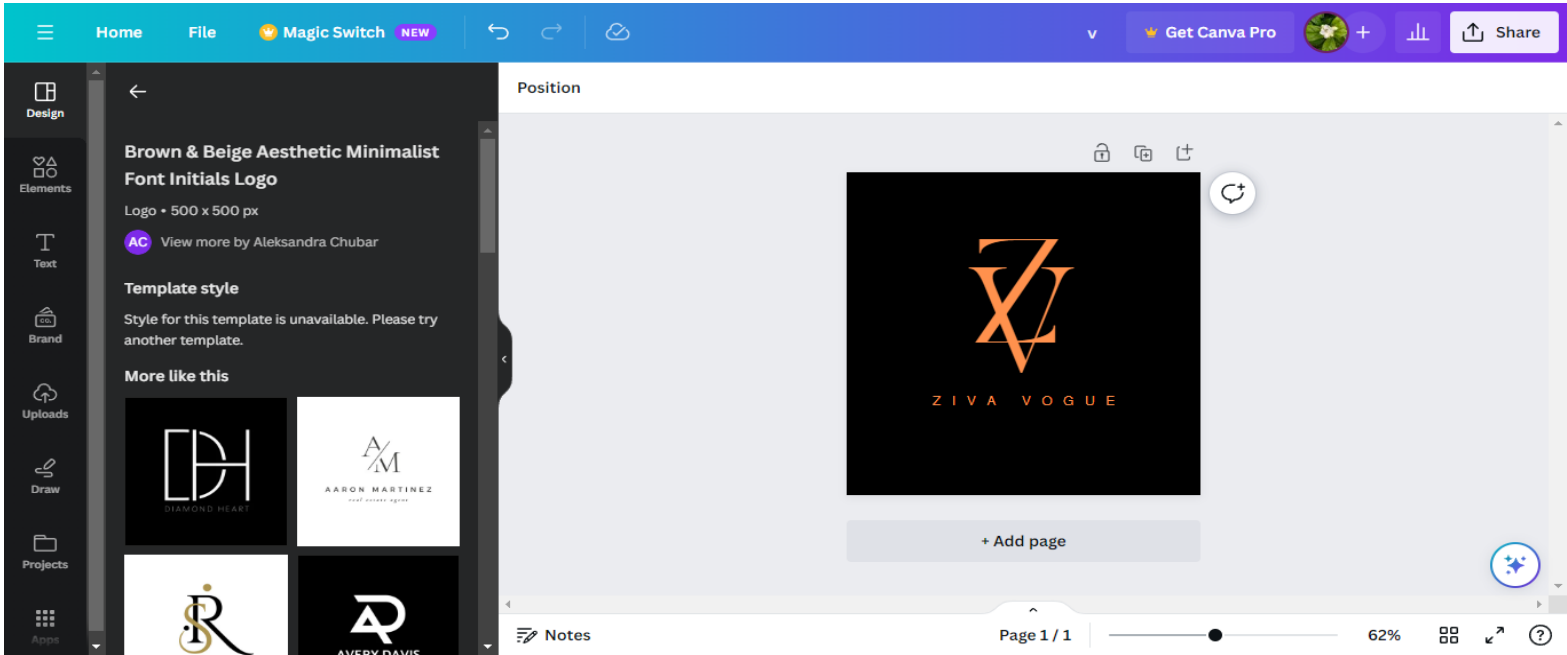 Home File Magic Switch NEW v Get Canva Pro + Share
Design
Elements
Text
Brand
CO.
Uploads
Draw
Projects
Apps
Brown & Beige Aesthetic Minimalist
Font Initials Logo
Logo • 500 x 500 px
AC View more by Aleksandra Chubar
Template style
Style for this template is unavailable. Please try
another template.
More like this
DH
DIAMOND HEART
A/M
AARON MARTINEZ
real estate agent
SR
AD
AVERY DAVIS
Position
ZV
ZIVA VOGUE
+ Add page
Notes
Page 1 / 1
62%
?